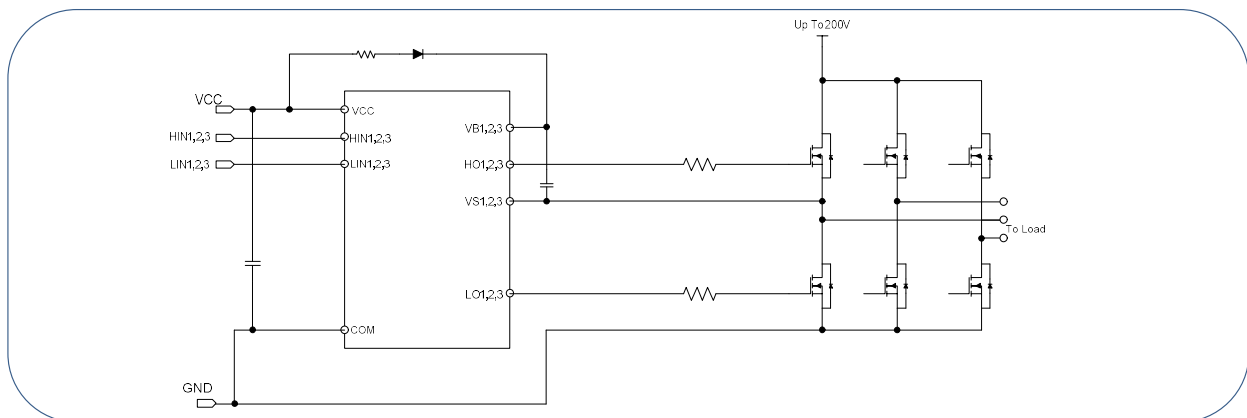 Up To200V
VCC
VCC
HIN1,2,3
HIN1,2,3
LIN1,2,3
LIN1,2,3
VB1,2,3
HO1,2,3
VS1,2,3
To Load
LO1,2,3
COM
GND